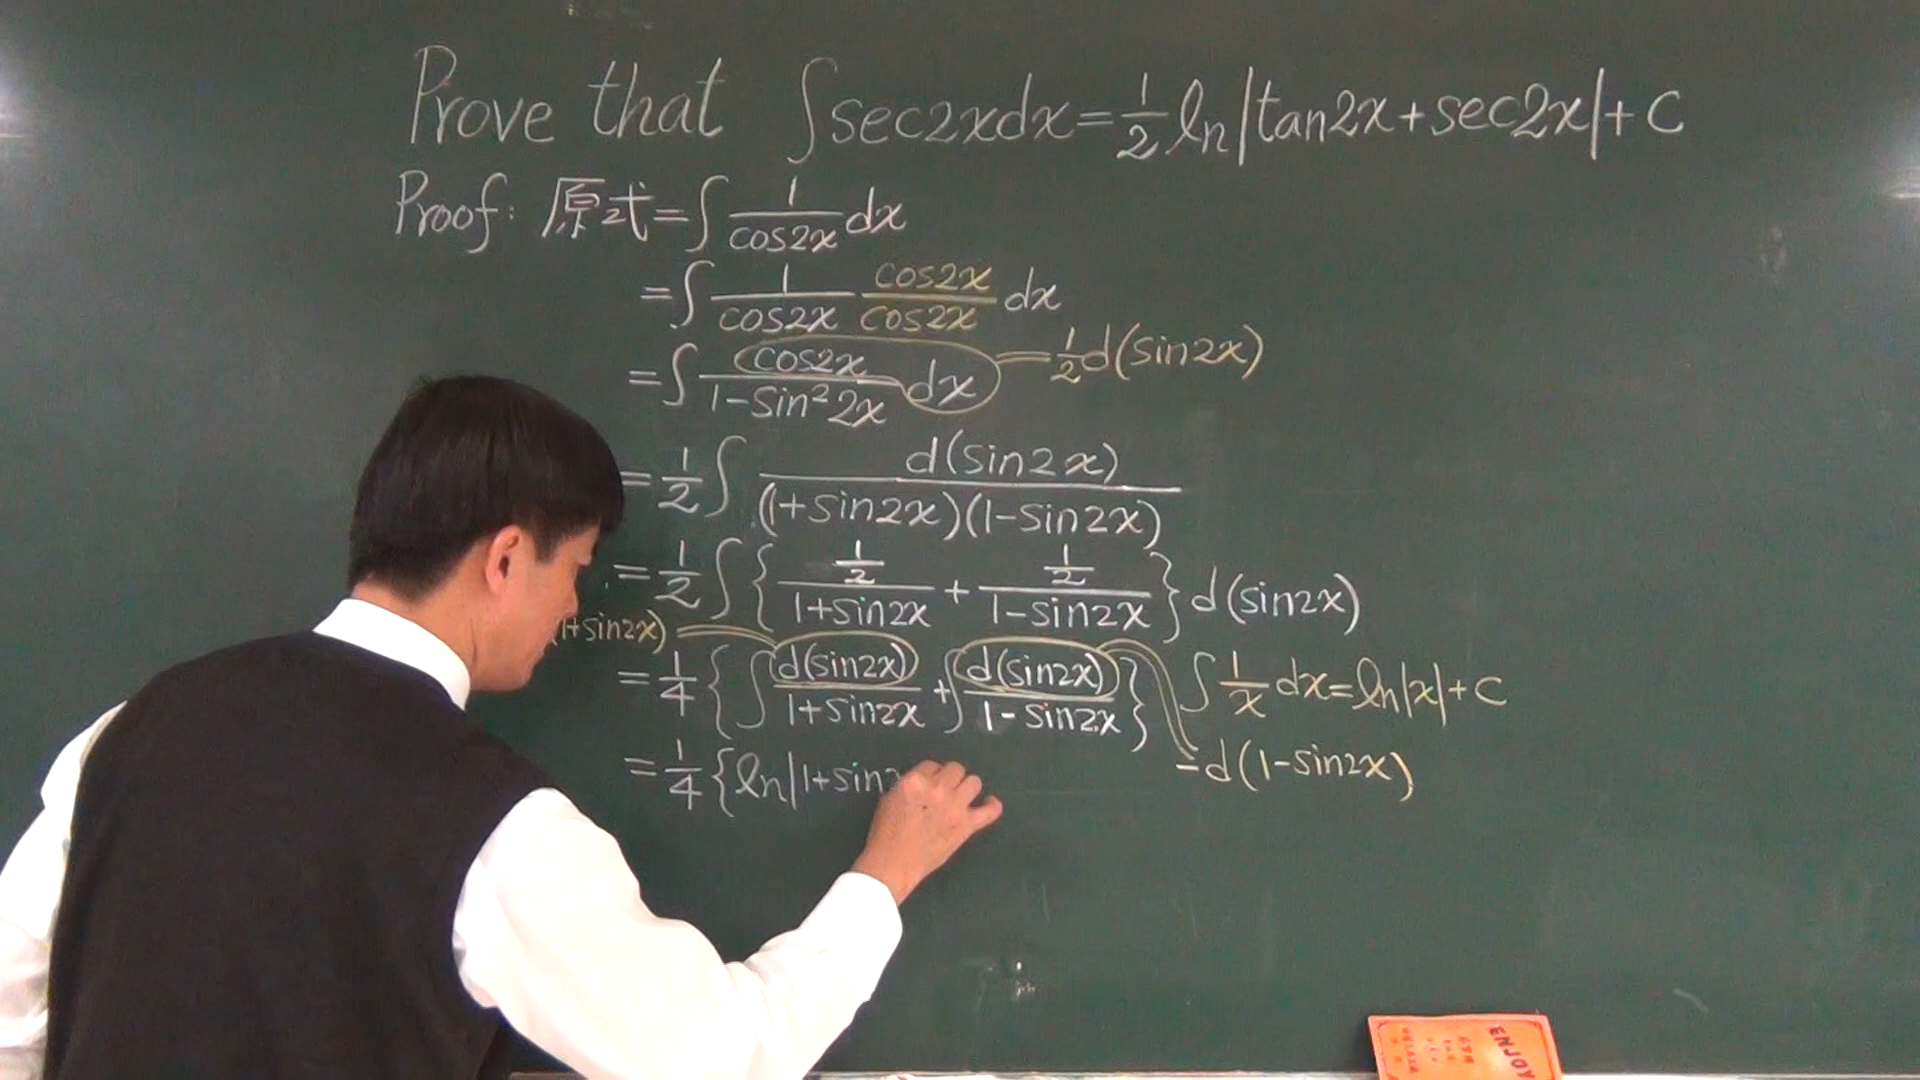 Prove that ∫sec2xdx=1/2 ln|tan2x+sec2x|+C
Proof: 原式=∫ 1/cos2x dx
=∫ 1/cos2x cos2x/cos2x dx
=∫ cos2x/(1-sin²2x) dx =1/2 d(sin2x)
=1/2 ∫ d(sin2x)/((1+sin2x)(1-sin2x))
=1/2 ∫{ (1/2)/(1+sin2x) + (1/2)/(1-sin2x) } d(sin2x)
(1+sin2x)
=1/4 { ∫ d(sin2x)/(1+sin2x) + ∫ d(sin2x)/(1-sin2x) } ∫ 1/x dx=ln|x|+C
-d(1-sin2x)
=1/4 { ln|1+sin
ENJOY